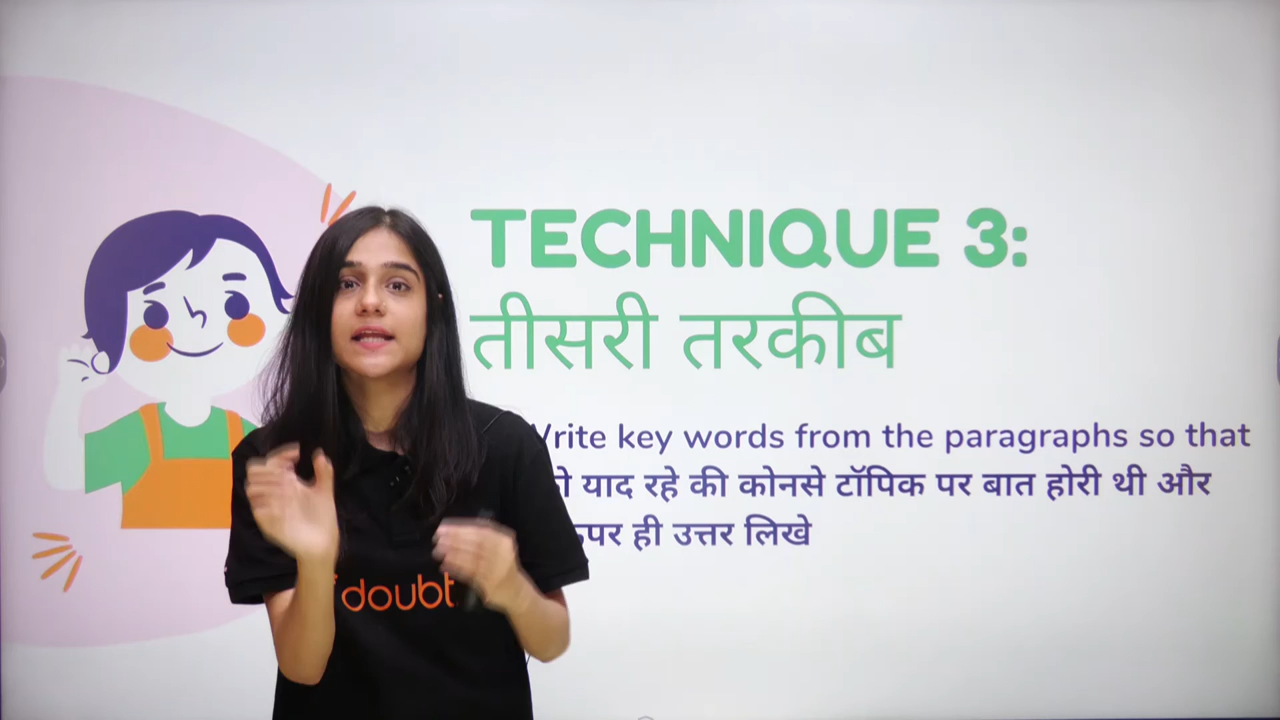 TECHNIQUE 3:
तीसरी तरकीब
Write key words from the paragraphs so that
याद रहे की कोनसे टॉपिक पर बात होरी थी और
ही उत्तर लिखे
doubt